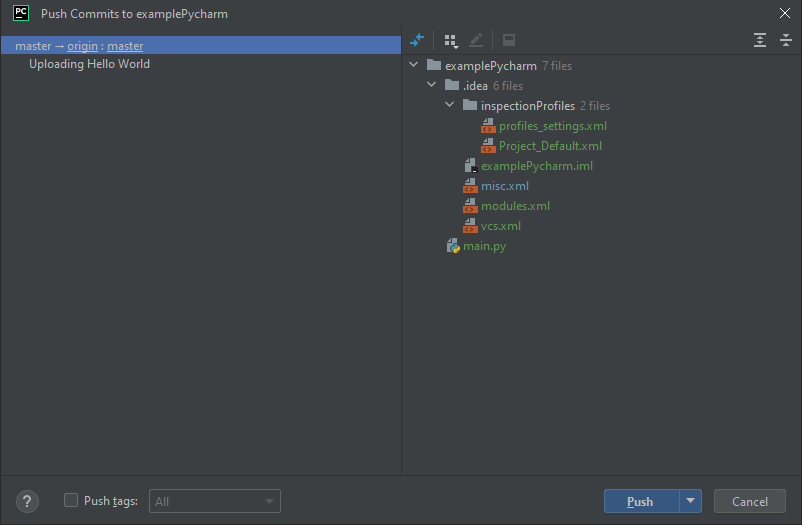 PC Push Commits to examplePycharm
master → origin : master
Uploading Hello World
examplePycharm 7 files
.idea 6 files
inspectionProfiles 2 files
profiles_settings.xml
Project_Default.xml
examplePycharm.iml
misc.xml
modules.xml
vcs.xml
main.py
? Push tags: All Push Cancel